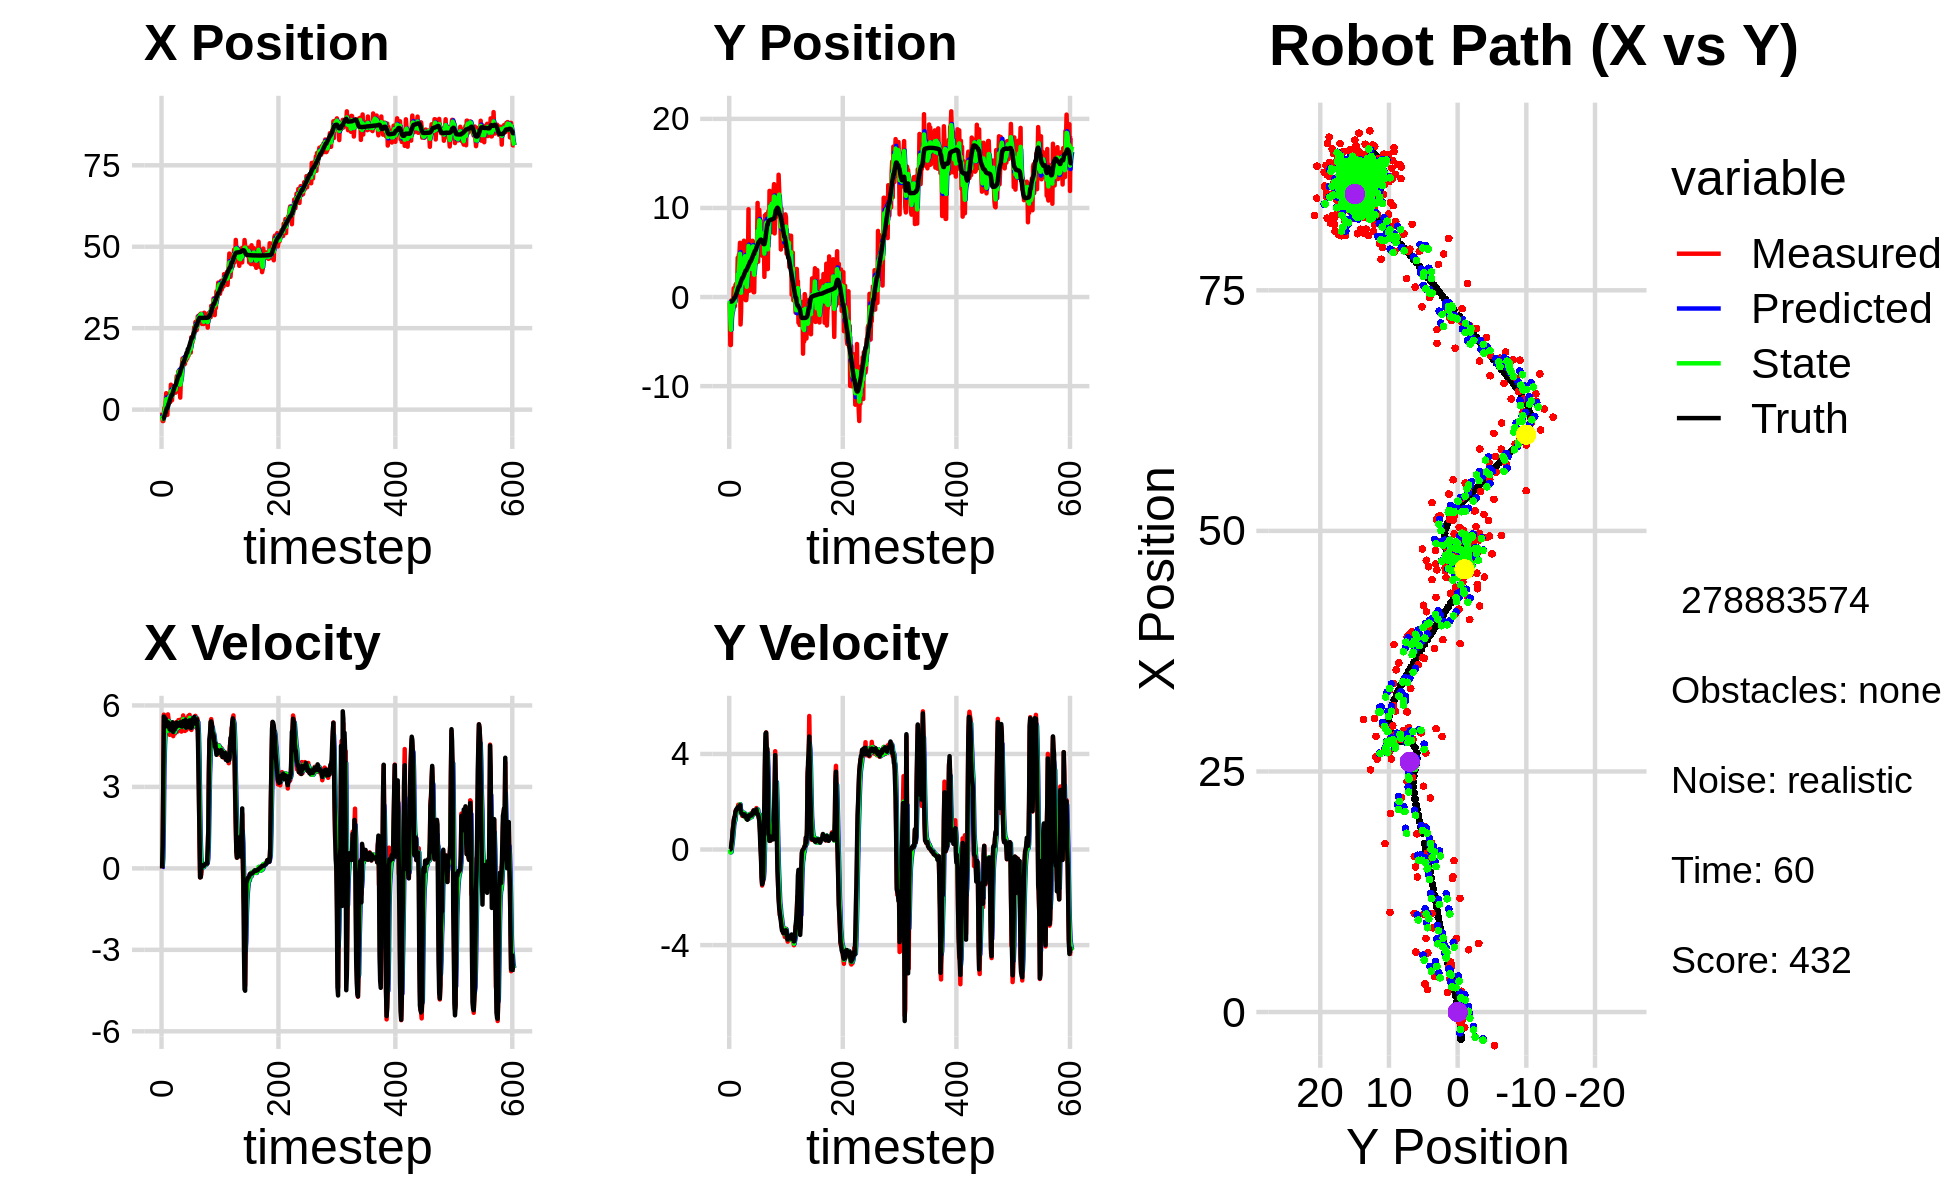 X Position
75
50
25
0
0
200
400
600
timestep
Y Position
20
10
0
-10
0
200
400
600
timestep
X Velocity
6
3
0
-3
-6
0
200
400
600
timestep
Y Velocity
4
0
-4
0
200
400
600
timestep
Robot Path (X vs Y)
X Position
75
50
25
0
20 10 0 -10 -20
Y Position
variable
Measured
Predicted
State
Truth
278883574
Obstacles: none
Noise: realistic
Time: 60
Score: 432